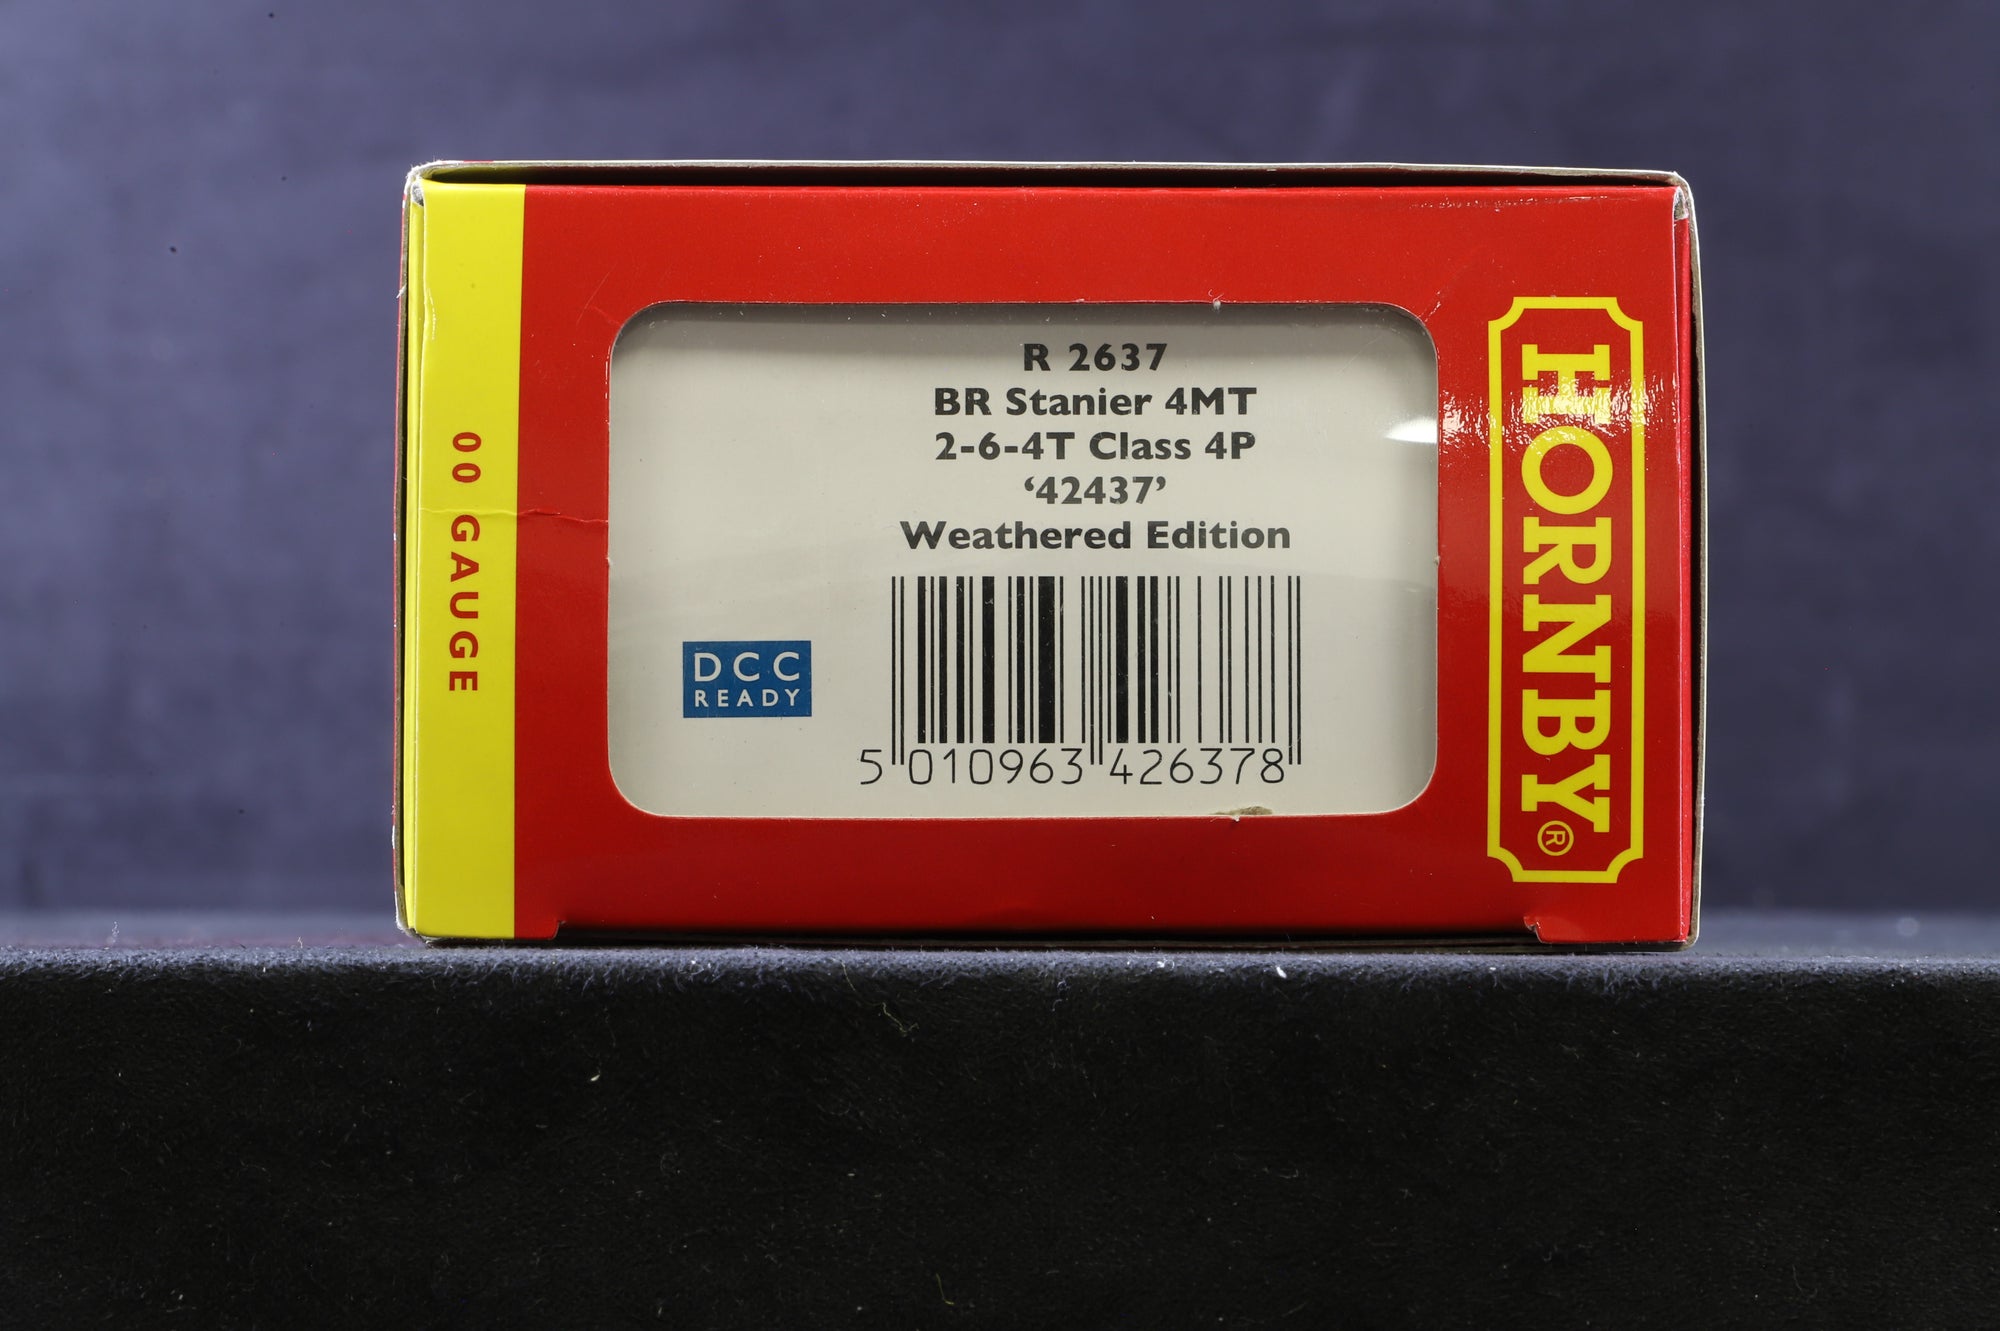 00 GAUGE
R 2637
BR Stanier 4MT
2-6-4T Class 4P
‘42437’
Weathered Edition
DCC
READY
5 010963 426378
HORNBY®